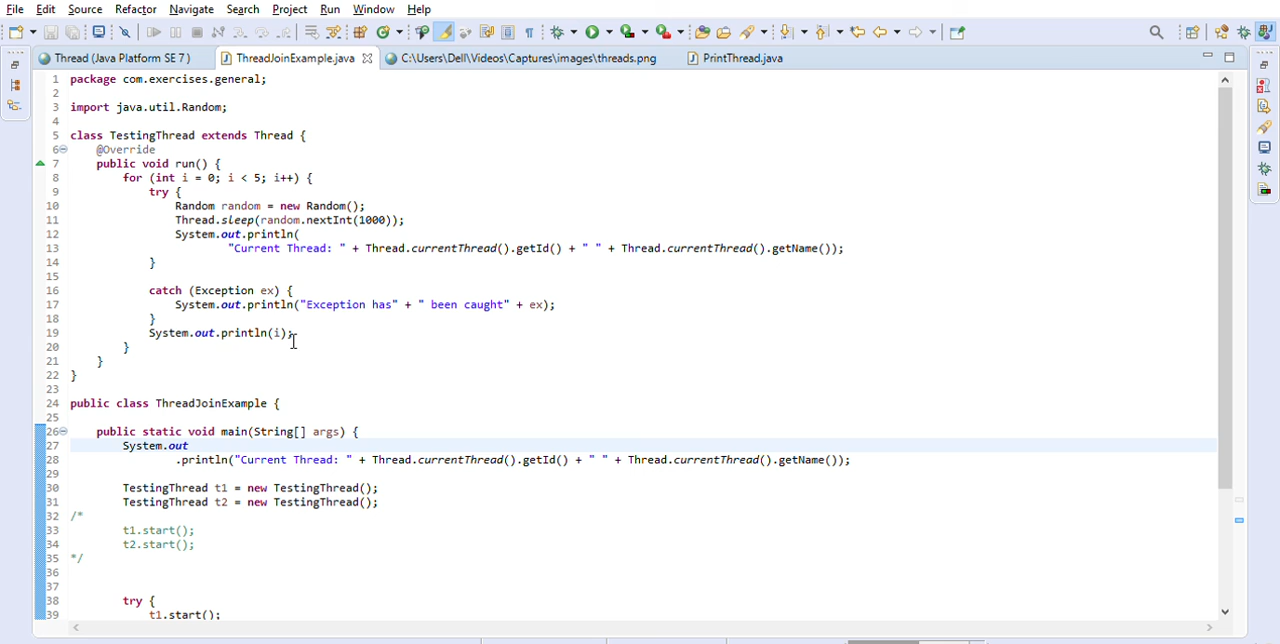 File Edit Source Refactor Navigate Search Project Run Window Help
Thread (Java Platform SE 7) ThreadJoinExample.java C:\Users\Dell\Videos\Captures\images\threads.png PrintThread.java
1 package com.exercises.general;
2
3 import java.util.Random;
4
5 class TestingThread extends Thread {
6 @Override
7 public void run() {
8 for (int i = 0; i < 5; i++) {
9 try {
10 Random random = new Random();
11 Thread.sleep(random.nextInt(1000));
12 System.out.println(
13 "Current Thread: " + Thread.currentThread().getId() + " " + Thread.currentThread().getName());
14 }
15
16 catch (Exception ex) {
17 System.out.println("Exception has" + " been caught" + ex);
18 }
19 System.out.println(i);
20 }
21 }
22 }
23
24 public class ThreadJoinExample {
25
26 public static void main(String[] args) {
27 System.out
28 .println("Current Thread: " + Thread.currentThread().getId() + " " + Thread.currentThread().getName());
29
30 TestingThread t1 = new TestingThread();
31 TestingThread t2 = new TestingThread();
32 /*
33 t1.start();
34 t2.start();
35 */
36
37
38 try {
39 t1.start();